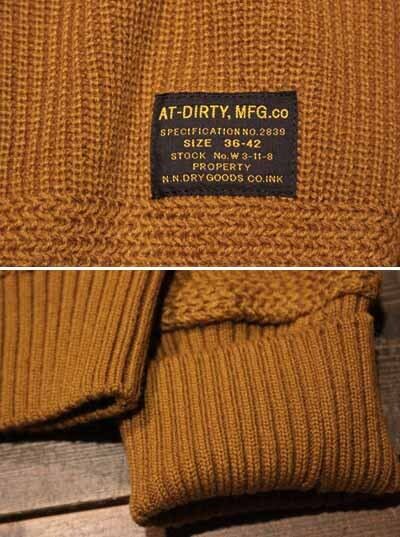 AT-DIRTY, MFG.co
SPECIFICATION NO. 2839
SIZE 36-42
STOCK No. W 3-11-8
PROPERTY
N.N.DRYGOODS CO.INK